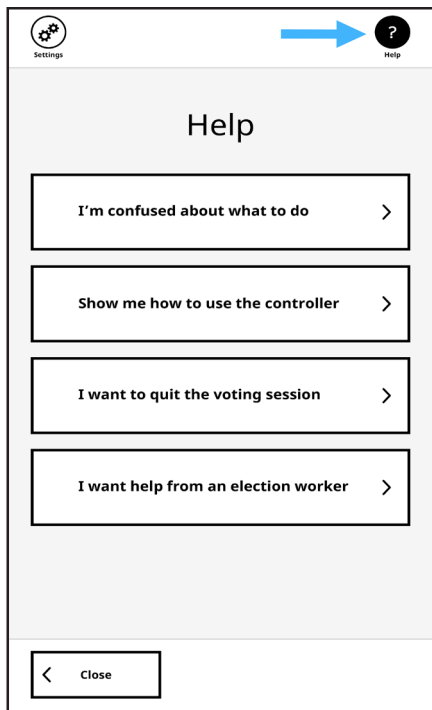 Settings
?
Help
Help
I’m confused about what to do
Show me how to use the controller
I want to quit the voting session
I want help from an election worker
Close